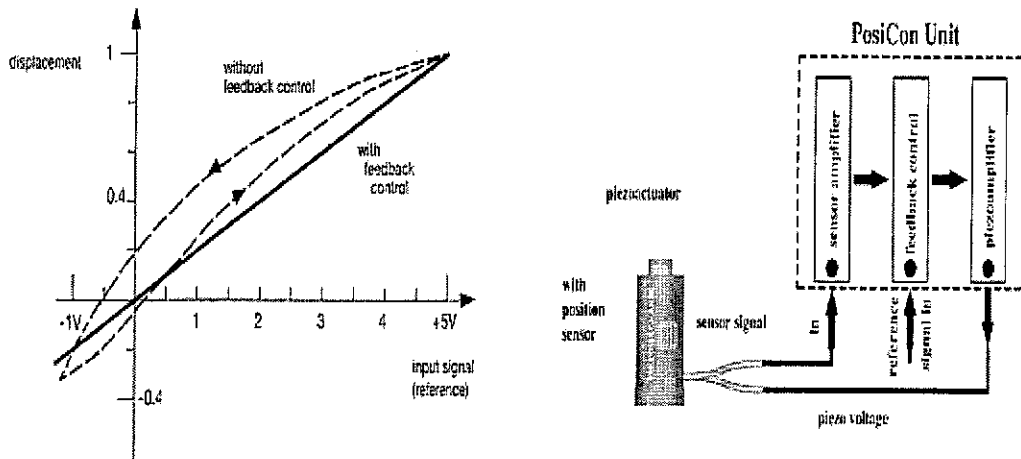 displacement
1
without
feedback control
with
feedback
control
0.4
-1V
1
2
3
4
+5V
input signal
(reference)
-0.4
PosiCon Unit
sensor amplifier
feedback control
piezoamplifier
piezoactuator
with
position
sensor
sensor signal
in
reference
signal in
piezo voltage